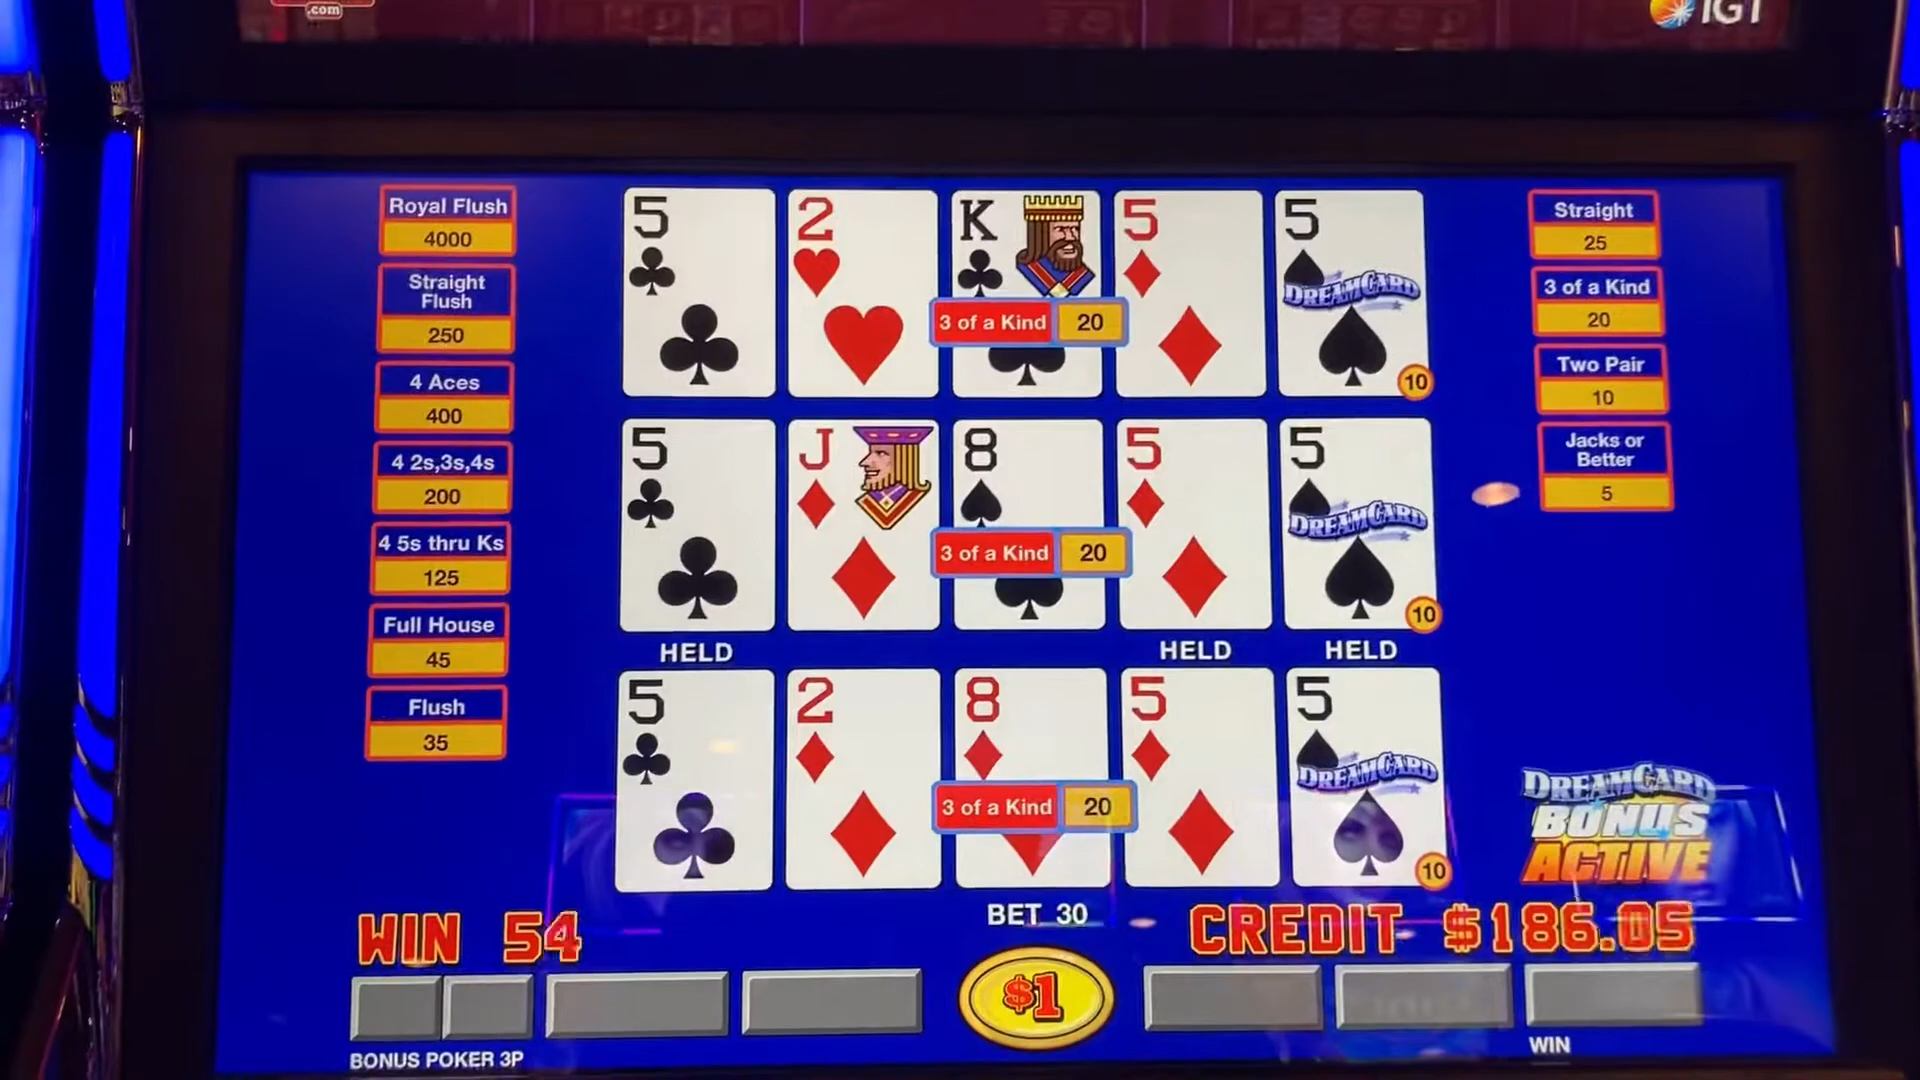 .com
IGT
Royal Flush
4000
Straight
Flush
250
4 Aces
400
4 2s,3s,4s
200
4 5s thru Ks
125
Full House
45
Flush
35
5 2 K 5 5
DREAMCARD
3 of a Kind 20
10
5 J 8 5 5
DREAMCARD
3 of a Kind 20
10
HELD HELD HELD
5 2 8 5 5
DREAMCARD
3 of a Kind 20
10
Straight
25
3 of a Kind
20
Two Pair
10
Jacks or
Better
5
DREAMCARD
BONUS
ACTIVE
WIN 54
BET 30
CREDIT $186.05
$1
BONUS POKER 3P
WIN